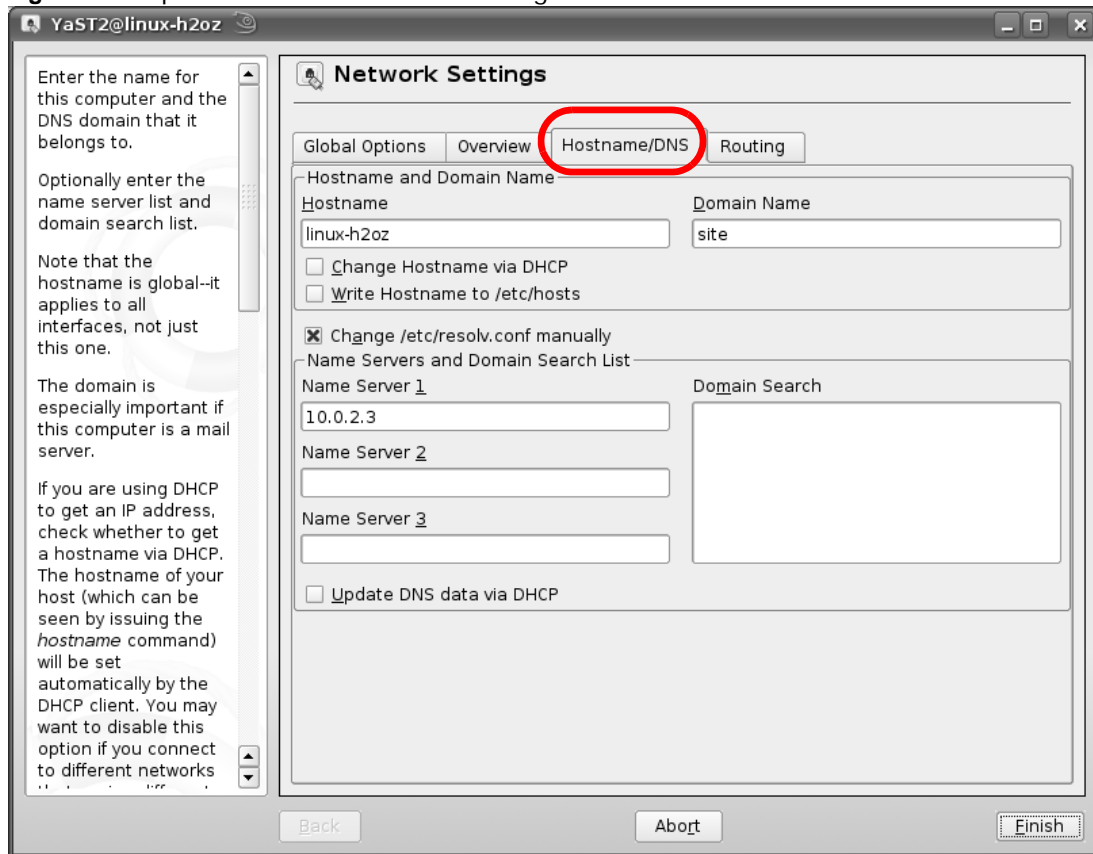 YaST2@linux-h2oz
Enter the name for
this computer and the
DNS domain that it
belongs to.
Optionally enter the
name server list and
domain search list.
Note that the
hostname is global--it
applies to all
interfaces, not just
this one.
The domain is
especially important if
this computer is a mail
server.
If you are using DHCP
to get an IP address,
check whether to get
a hostname via DHCP.
The hostname of your
host (which can be
seen by issuing the
hostname command)
will be set
automatically by the
DHCP client. You may
want to disable this
option if you connect
to different networks
Network Settings
Global Options Overview Hostname/DNS Routing
Hostname and Domain Name
Hostname Domain Name
linux-h2oz site
Change Hostname via DHCP
Write Hostname to /etc/hosts
Change /etc/resolv.conf manually
Name Servers and Domain Search List
Name Server 1 Domain Search
10.0.2.3
Name Server 2
Name Server 3
Update DNS data via DHCP
Back Abort Finish